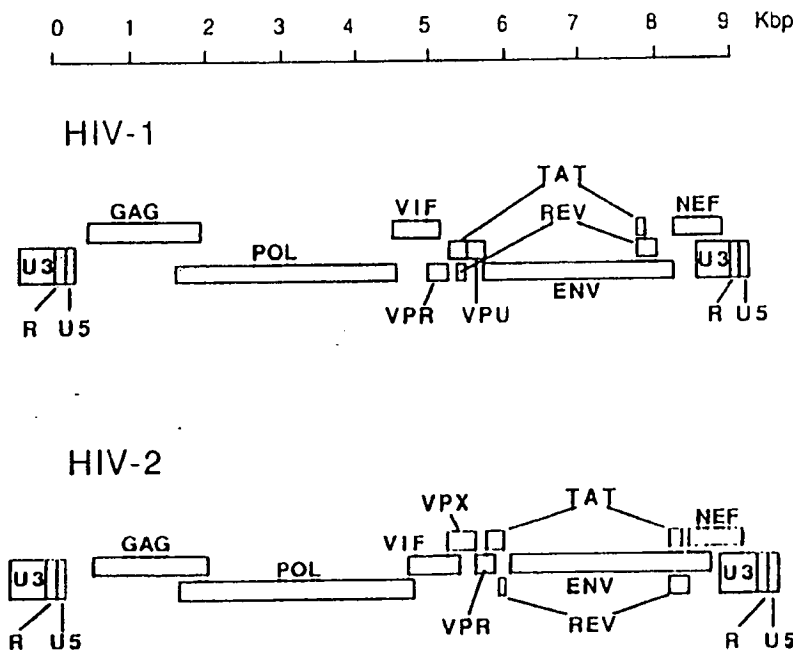 0 1 2 3 4 5 6 7 8 9 Kbp
HIV-1
TAT
GAG VIF REV NEF
U3 POL U3
R U5 VPR VPU ENV R U5
HIV-2
VPX TAT NEF
GAG VIF
U3 POL ENV U3
R U5 VPR REV R U5